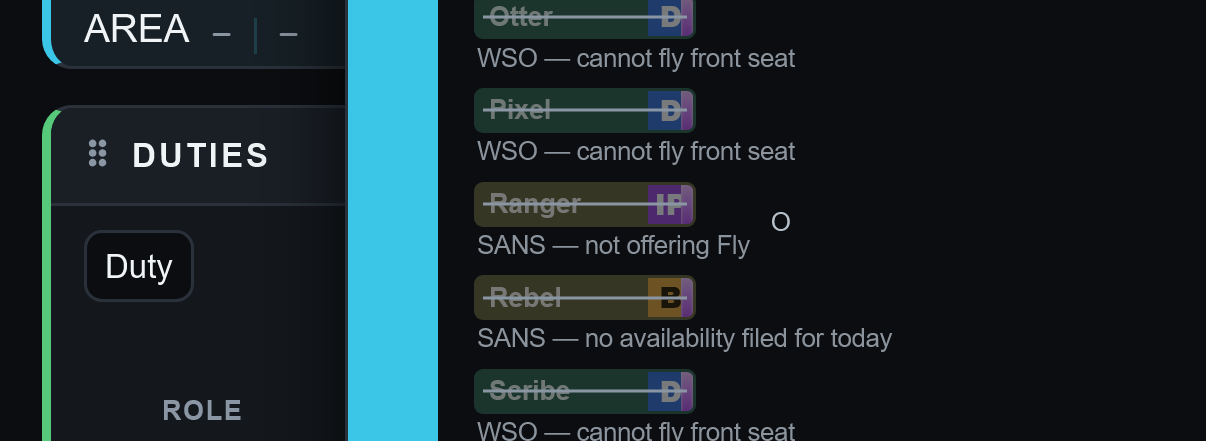 AREA – | –
DUTIES
Duty
ROLE
Otter D
WSO — cannot fly front seat
Pixel D
WSO — cannot fly front seat
Ranger IP
SANS — not offering Fly
O
Rebel B
SANS — no availability filed for today
Scribe D
WSO — cannot fly front seat